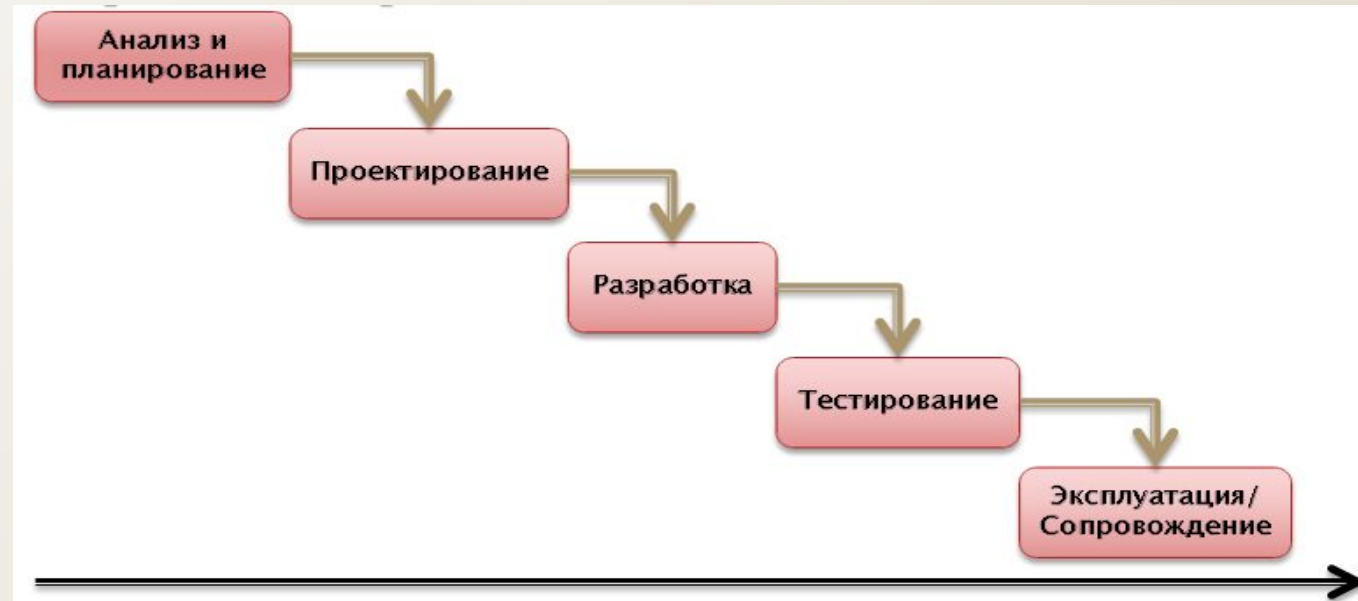 Анализ и
планирование
Проектирование
Разработка
Тестирование
Эксплуатация/
Сопровождение